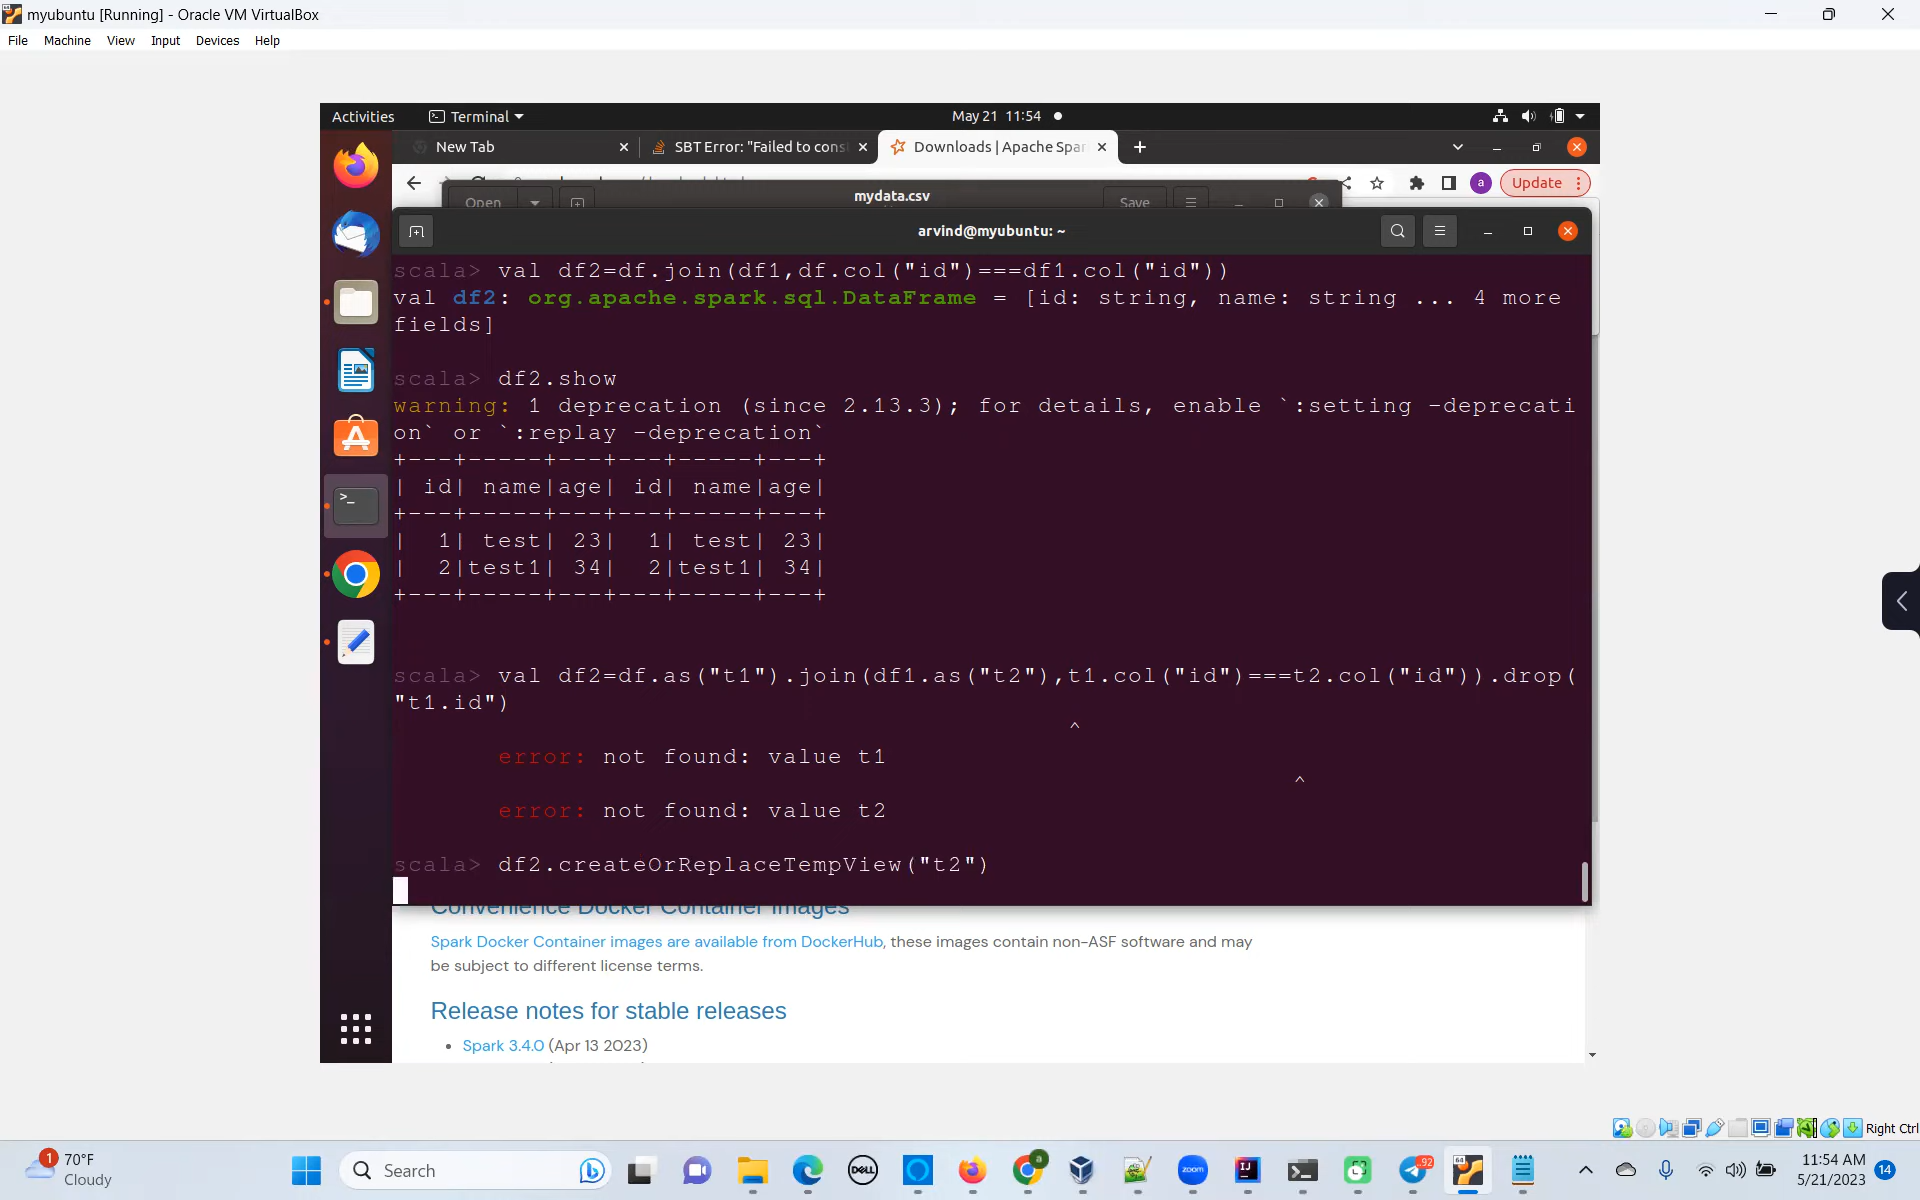 myubuntu [Running] - Oracle VM VirtualBox
File Machine View Input Devices Help
Activities Terminal May 21 11:54
New Tab SBT Error: "Failed to const Downloads | Apache Spar
a Update
Open mydata.csv Save
arvind@myubuntu: ~
scala> val df2=df.join(df1,df.col("id")===df1.col("id"))
val df2: org.apache.spark.sql.DataFrame = [id: string, name: string ... 4 more
fields]
scala> df2.show
warning: 1 deprecation (since 2.13.3); for details, enable `:setting -deprecati
on` or `:replay -deprecation`
+---+-----+---+---+-----+---+
| id| name|age| id| name|age|
+---+-----+---+---+-----+---+
|  1| test| 23|  1| test| 23|
|  2|test1| 34|  2|test1| 34|
+---+-----+---+---+-----+---+
scala> val df2=df.as("t1").join(df1.as("t2"),t1.col("id")===t2.col("id")).drop(
"t1.id")
^
error: not found: value t1
^
error: not found: value t2
scala> df2.createOrReplaceTempView("t2")
Convenience Docker Container Images
Spark Docker Container images are available from DockerHub, these images contain non-ASF software and may
be subject to different license terms.
Release notes for stable releases
• Spark 3.4.0 (Apr 13 2023)
Right Ctrl
1 70°F
Cloudy
Search
DELL
a
zoom
IJ
92
64
11:54 AM
5/21/2023
14